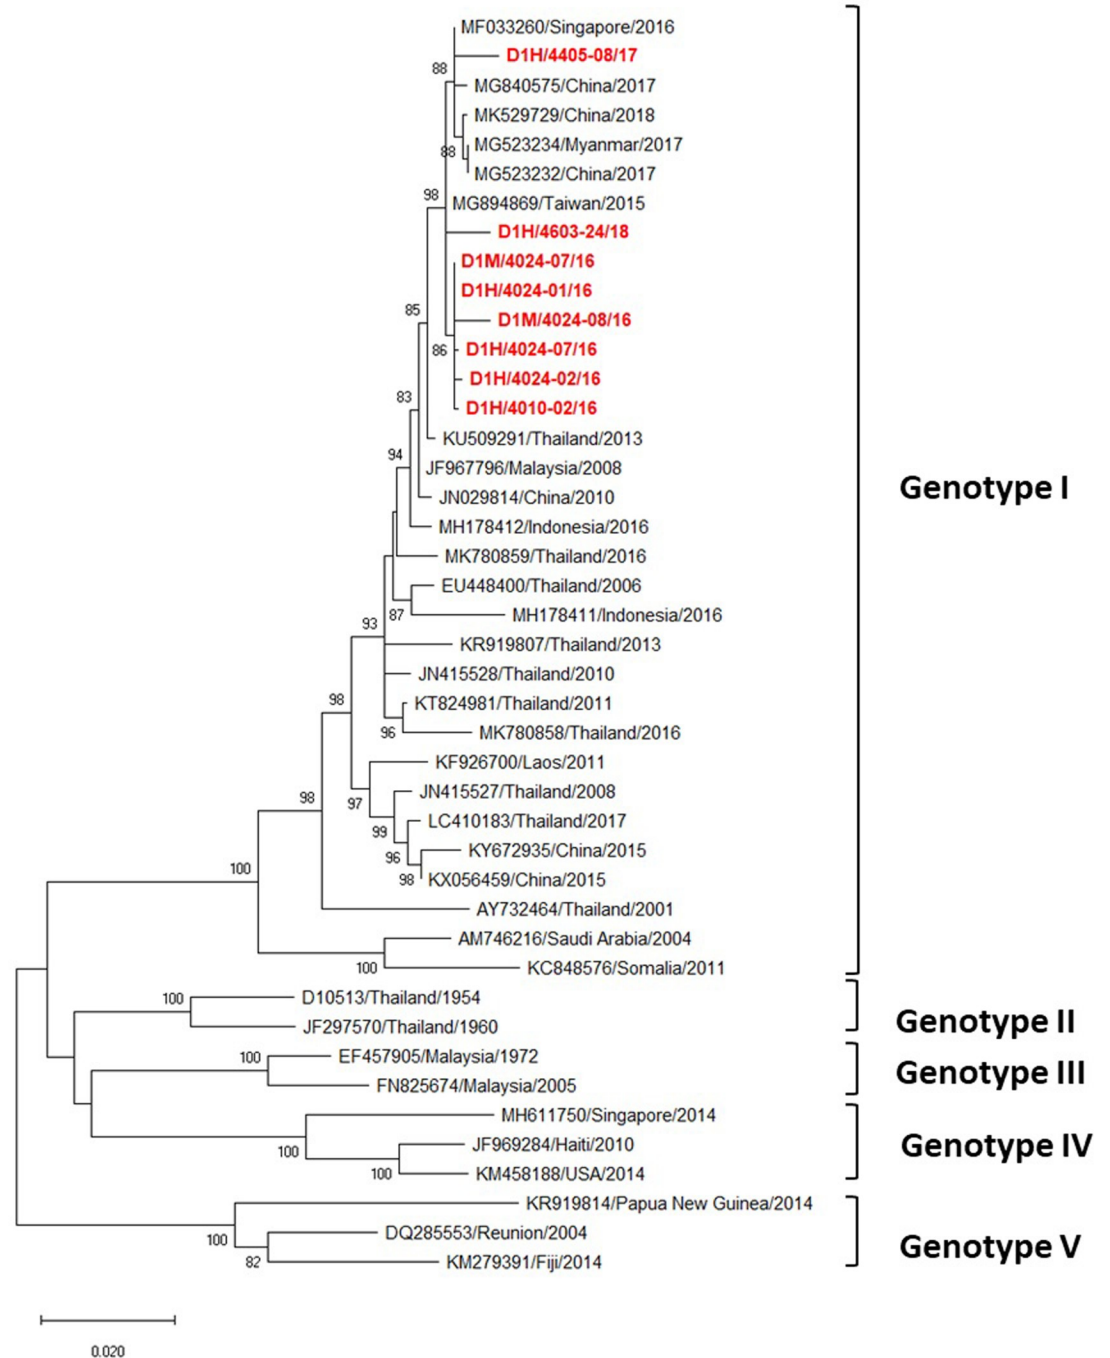 MF033260/Singapore/2016
D1H/4405-08/17
88
MG840575/China/2017
MK529729/China/2018
MG523234/Myanmar/2017
88
MG523232/China/2017
98
MG894869/Taiwan/2015
D1H/4603-24/18
D1M/4024-07/16
D1H/4024-01/16
85
D1M/4024-08/16
86
D1H/4024-07/16
D1H/4024-02/16
83
D1H/4010-02/16
KU509291/Thailand/2013
94
JF967796/Malaysia/2008
Genotype I
JN029814/China/2010
MH178412/Indonesia/2016
MK780859/Thailand/2016
EU448400/Thailand/2006
87
MH178411/Indonesia/2016
93
KR919807/Thailand/2013
JN415528/Thailand/2010
98
KT824981/Thailand/2011
96
MK780858/Thailand/2016
KF926700/Laos/2011
98
JN415527/Thailand/2008
97
LC410183/Thailand/2017
99
KY672935/China/2015
96
100
KX056459/China/2015
98
AY732464/Thailand/2001
AM746216/Saudi Arabia/2004
100
KC848576/Somalia/2011
100
D10513/Thailand/1954
JF297570/Thailand/1960
Genotype II
100
EF457905/Malaysia/1972
FN825674/Malaysia/2005
Genotype III
MH611750/Singapore/2014
100
JF969284/Haiti/2010
Genotype IV
100
KM458188/USA/2014
KR919814/Papua New Guinea/2014
100
DQ285553/Reunion/2004
Genotype V
82
KM279391/Fiji/2014
0.020